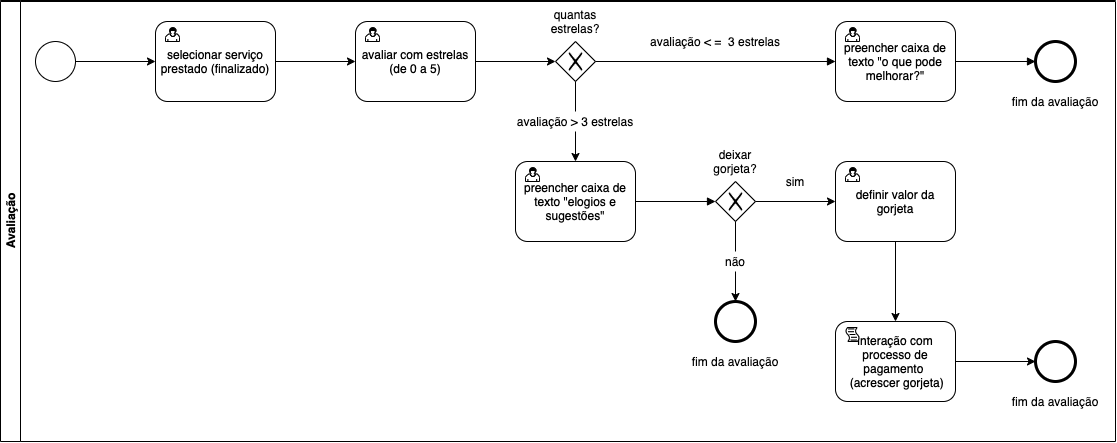 Avaliação
selecionar serviço
prestado (finalizado)
avaliar com estrelas
(de 0 a 5)
quantas
estrelas?
avaliação <= 3 estrelas
preencher caixa de
texto "o que pode
melhorar?"
fim da avaliação
avaliação > 3 estrelas
preencher caixa de
texto "elogios e
sugestões"
deixar
gorjeta?
sim
definir valor da
gorjeta
não
fim da avaliação
interação com
processo de
pagamento
(acrescer gorjeta)
fim da avaliação